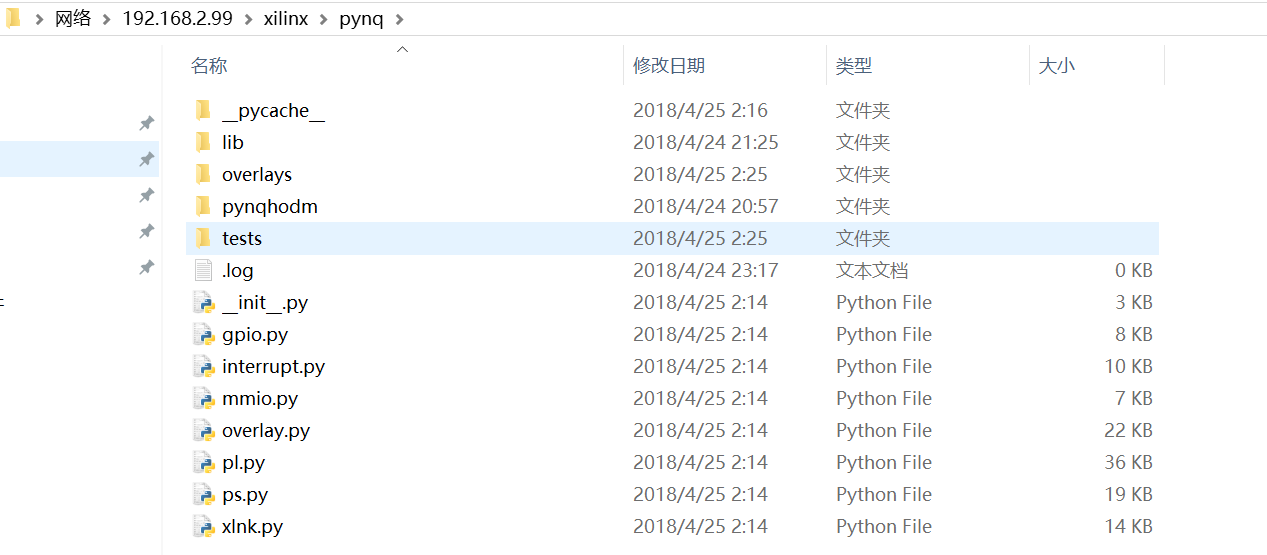 网络 > 192.168.2.99 > xilinx > pynq >
名称 修改日期 类型 大小
__pycache__ 2018/4/25 2:16 文件夹
lib 2018/4/24 21:25 文件夹
overlays 2018/4/25 2:25 文件夹
pynqhodm 2018/4/24 20:57 文件夹
tests 2018/4/25 2:25 文件夹
.log 2018/4/24 23:17 文本文档 0 KB
__init__.py 2018/4/25 2:14 Python File 3 KB
gpio.py 2018/4/25 2:14 Python File 8 KB
interrupt.py 2018/4/25 2:14 Python File 10 KB
mmio.py 2018/4/25 2:14 Python File 7 KB
overlay.py 2018/4/25 2:14 Python File 22 KB
pl.py 2018/4/25 2:14 Python File 36 KB
ps.py 2018/4/25 2:14 Python File 19 KB
xlnk.py 2018/4/25 2:14 Python File 14 KB